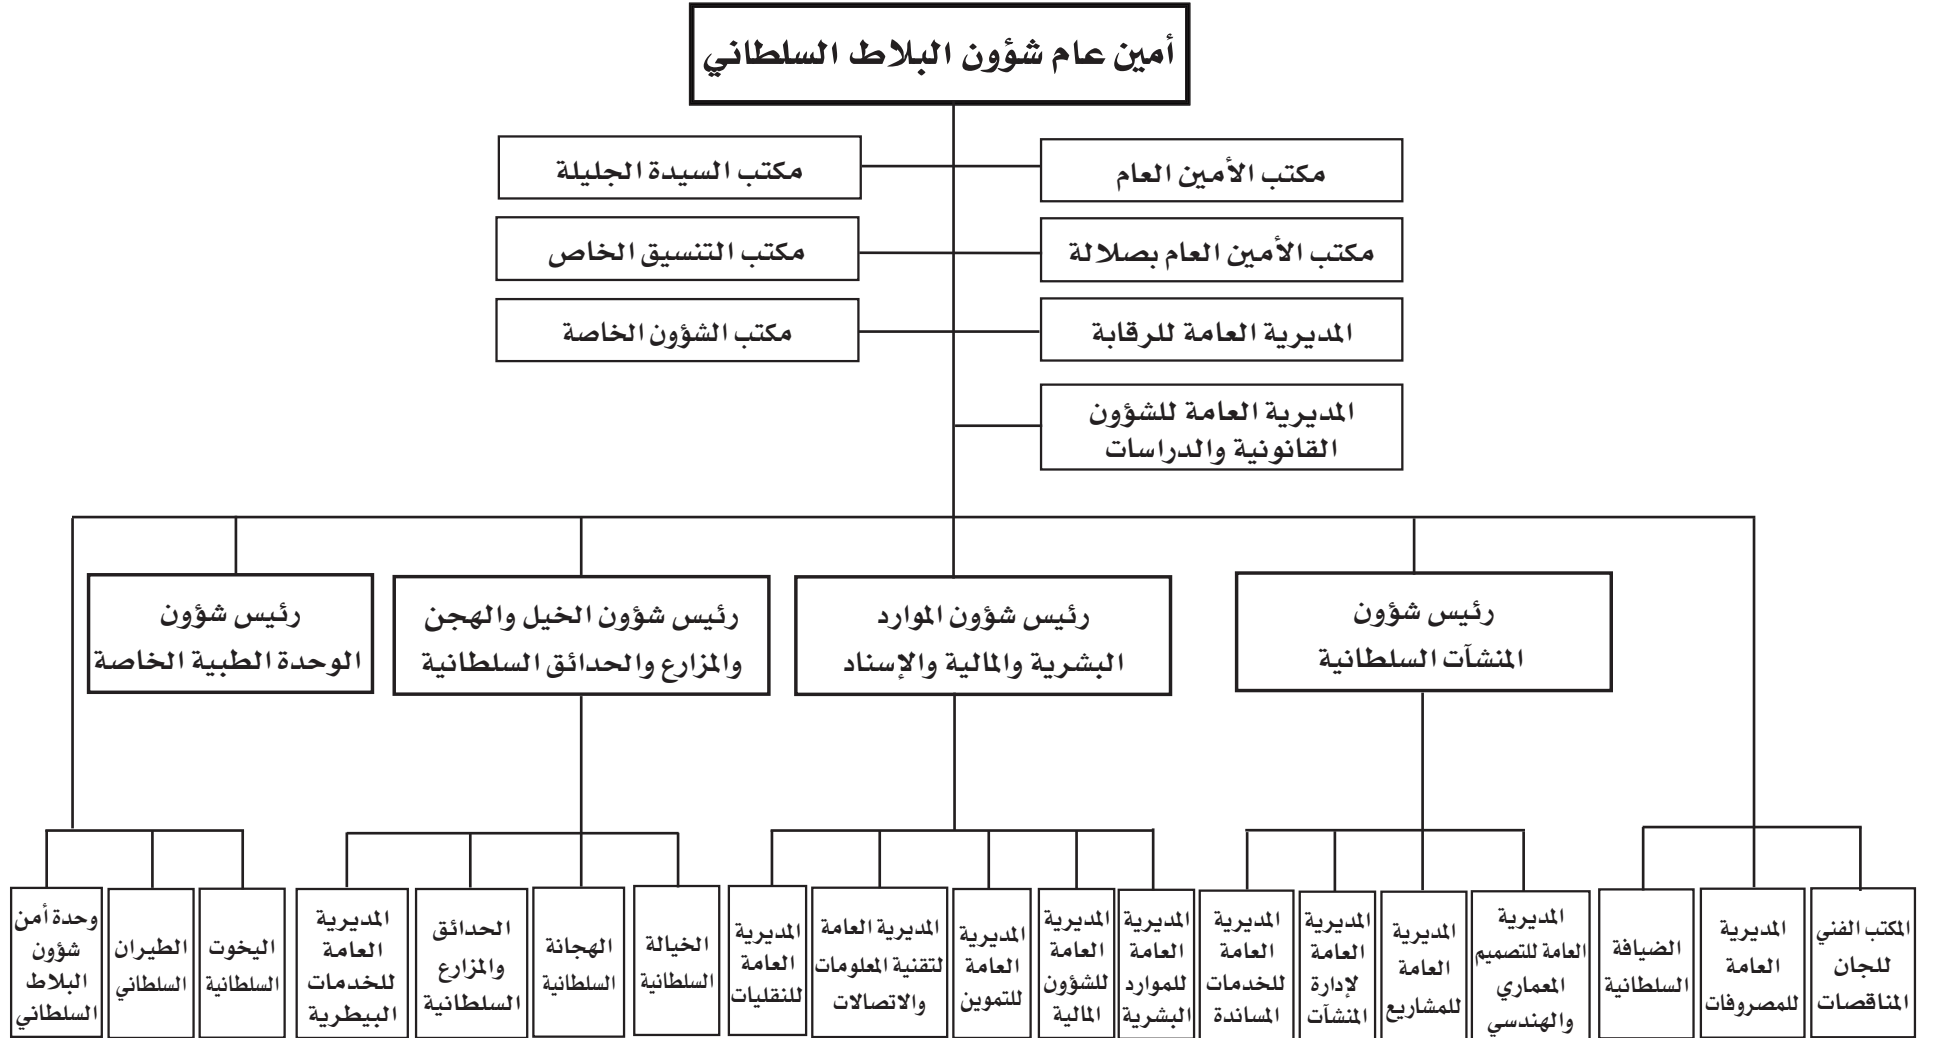 أمين عام شؤون البلاط السلطاني
مكتب الأمين العام
مكتب السيدة الجليلة
مكتب الأمين العام بصلالة
مكتب التنسيق الخاص
المديرية العامة للرقابة
مكتب الشؤون الخاصة
المديرية العامة للشؤون
القانونية والدراسات
رئيس شؤون
المنشآت السلطانية
رئيس شؤون الموارد
البشرية والمالية والإسناد
رئيس شؤون الخيل والهجن
والمزارع والحدائق السلطانية
رئيس شؤون
الوحدة الطبية الخاصة
المكتب الفني
للجان
المناقصات
المديرية
العامة
للمصروفات
الضيافة
السلطانية
المديرية
العامة للتصميم
المعماري
والهندسي
المديرية
العامة
للمشاريع
المديرية
العامة
لإدارة
المنشآت
المديرية
العامة
للخدمات
المساندة
المديرية
العامة
للموارد
البشرية
المديرية
العامة
للشؤون
المالية
المديرية
العامة
للتموين
المديرية العامة
لتقنية المعلومات
والاتصالات
المديرية
العامة
للنقليات
الخيالة
السلطانية
الهجانة
السلطانية
الحدائق
والمزارع
السلطانية
المديرية
العامة
للخدمات
البيطرية
اليخوت
السلطانية
الطيران
السلطاني
وحدة أمن
شؤون
البلاط
السلطاني